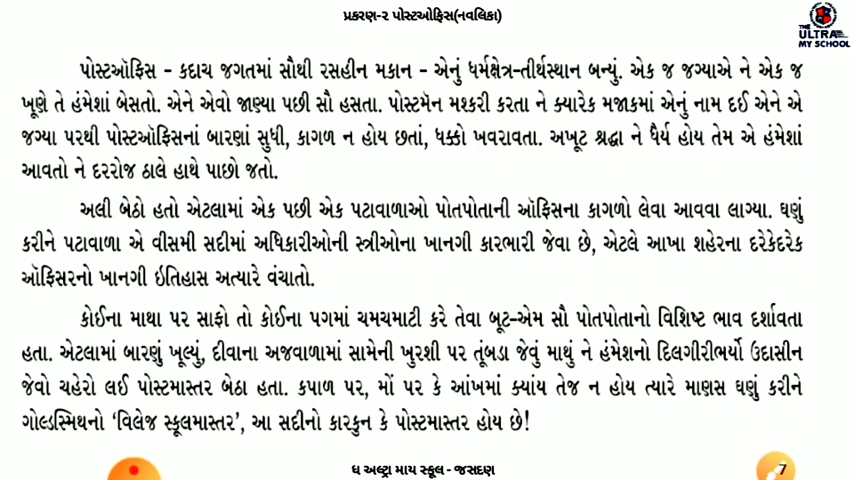 પ્રકરણ-૨ પોસ્ટઓફિસ(નવલિકા)
THE
ULTRA
MY SCHOOL
પોસ્ટઑફિસ - કદાચ જગતમાં સૌથી રસહીન મકાન - એનું ધર્મક્ષેત્ર-તીર્થસ્થાન બન્યું. એક જ જગ્યાએ ને એક જ
ખૂણે તે હંમેશાં બેસતો. એને એવો જાણ્યા પછી સૌ હસતા. પોસ્ટમૅન મશ્કરી કરતા ને ક્યારેક મજાકમાં એનું નામ દઈ એને એ
જગ્યા પરથી પોસ્ટઑફિસનાં બારણાં સુધી, કાગળ ન હોય છતાં, ધક્કો ખવરાવતા. અખૂટ શ્રદ્ધા ને ધૈર્ય હોય તેમ એ હંમેશાં
આવતો ને દરરોજ ઠાલે હાથે પાછો જતો.
અલી બેઠો હતો એટલામાં એક પછી એક પટાવાળાઓ પોતપોતાની ઑફિસના કાગળો લેવા આવવા લાગ્યા. ઘણું
કરીને પટાવાળા એ વીસમી સદીમાં અધિકારીઓની સ્ત્રીઓના ખાનગી કારભારી જેવા છે, એટલે આખા શહેરના દરેકેદરેક
ઑફિસરનો ખાનગી ઇતિહાસ અત્યારે વંચાતો.
કોઈના માથા પર સાફો તો કોઈના પગમાં ચમચમાટી કરે તેવા બૂટ-એમ સૌ પોતપોતાનો વિશિષ્ટ ભાવ દર્શાવતા
હતા. એટલામાં બારણું ખૂલ્યું, દીવાના અજવાળામાં સામેની ખુરશી પર તૂંબડા જેવું માથું ને હંમેશનો દિલગીરીભર્યો ઉદાસીન
જેવો ચહેરો લઈ પોસ્ટમાસ્તર બેઠા હતા. કપાળ પર, મોં પર કે આંખમાં ક્યાંય તેજ ન હોય ત્યારે માણસ ઘણું કરીને
ગોલ્ડસ્મિથનો ‘વિલેજ સ્કૂલમાસ્તર’, આ સદીનો કારકુન કે પોસ્ટમાસ્તર હોય છે!
ધ અલ્ટ્રા માય સ્કૂલ - જસદણ
7